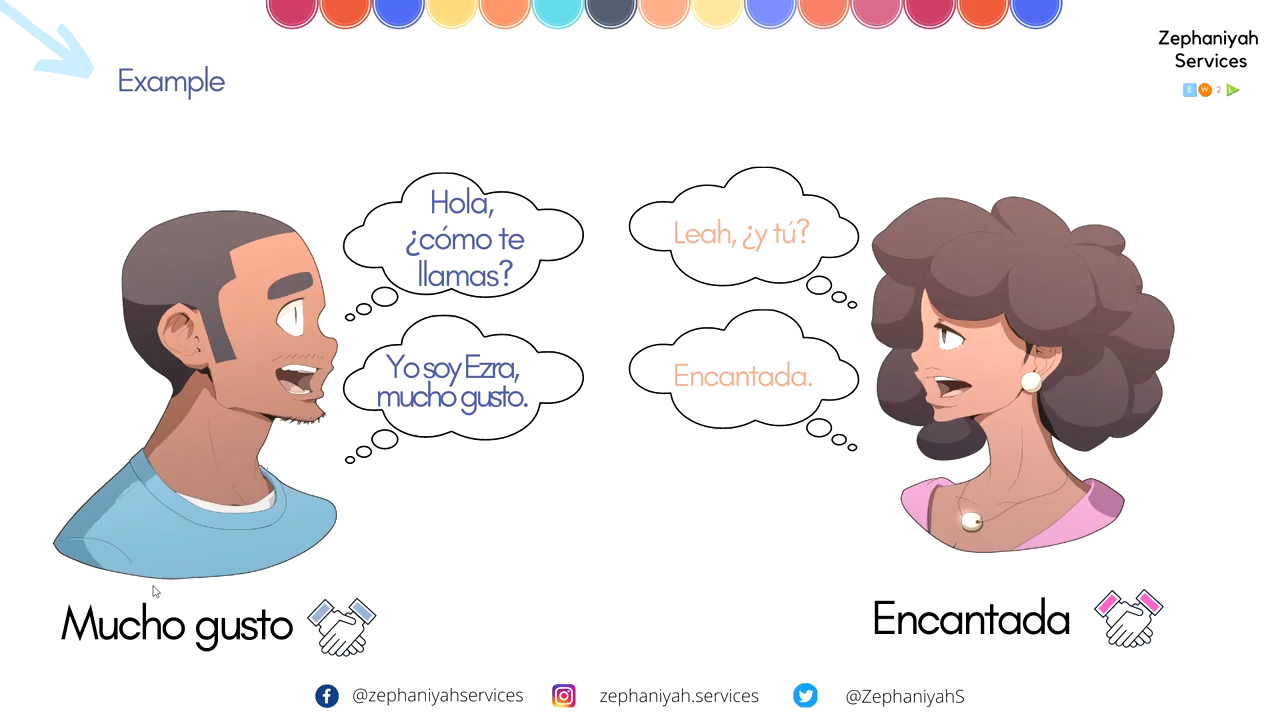 Zephaniyah
Services
E W 2 L
Example
Hola,
¿cómo te
llamas?
Leah, ¿y tú?
Yo soy Ezra,
mucho gusto.
Encantada.
Mucho gusto
Encantada
@zephaniyahservices
zephaniyah.services
@ZephaniyahS